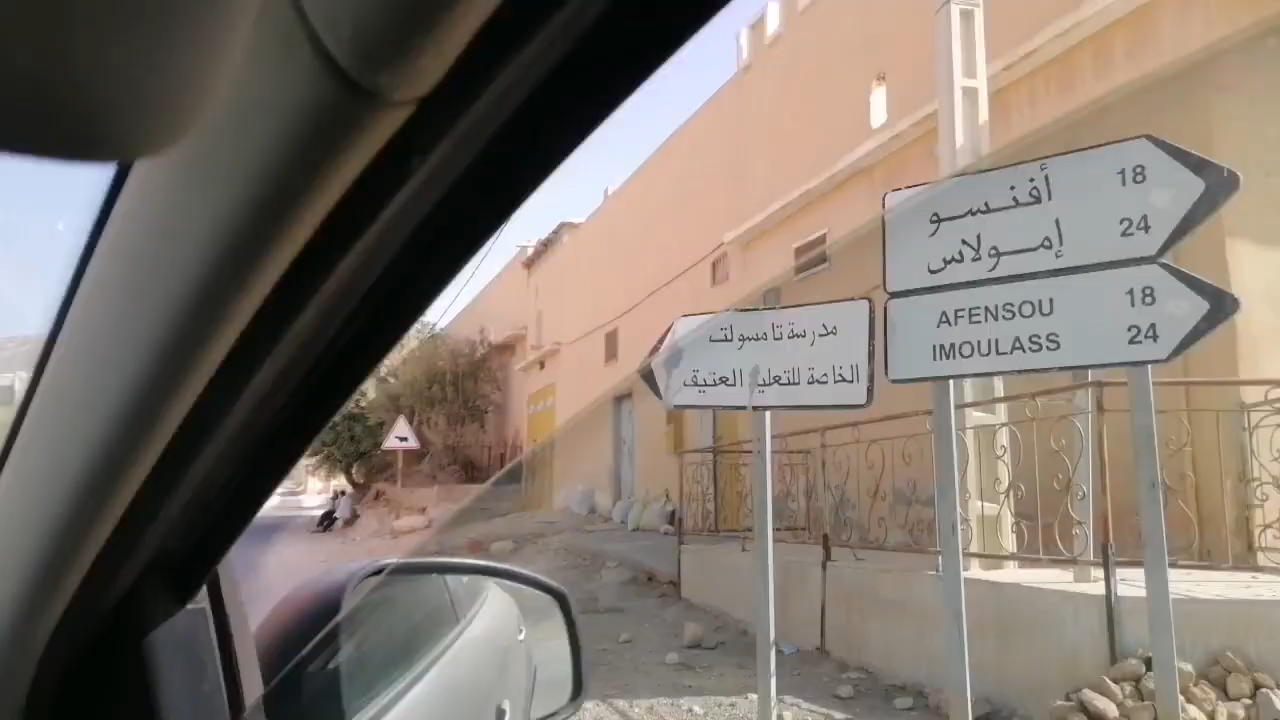 أفنسو 18
إمولاس 24
AFENSOU 18
IMOULASS 24
مدرسة تامسولت
الخاصة للتعليم العتيق